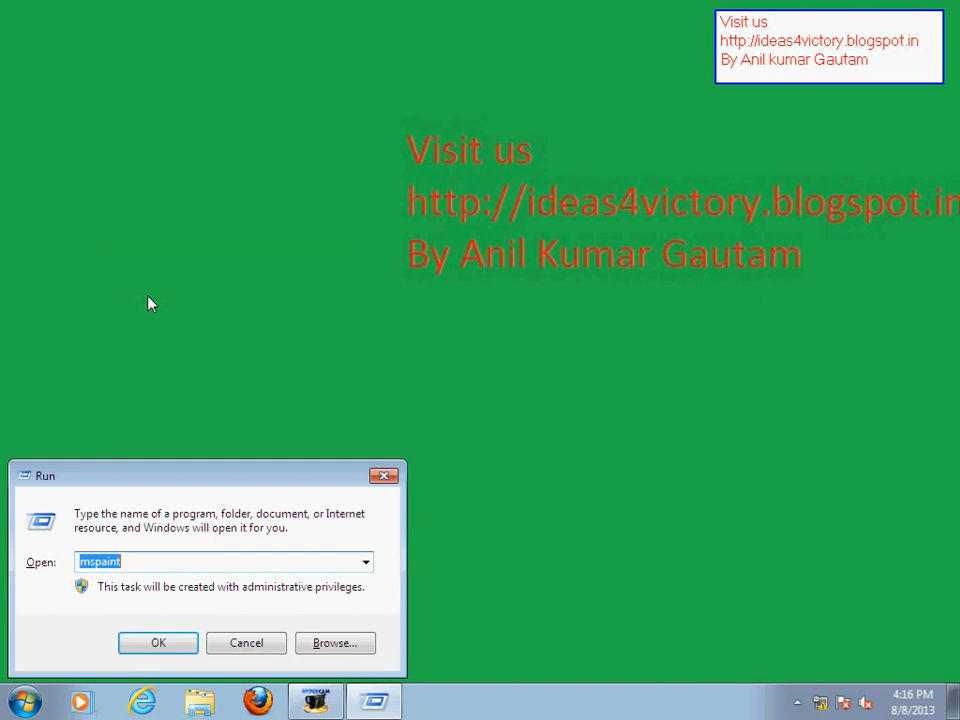 Visit us
http://ideas4victory.blogspot.in
By Anil kumar Gautam
Visit us
http://ideas4victory.blogspot.in
By Anil Kumar Gautam
Run
Type the name of a program, folder, document, or Internet
resource, and Windows will open it for you.
Open: mspaint
This task will be created with administrative privileges.
OK Cancel Browse...
HYPERCAM
4:16 PM
8/8/2013